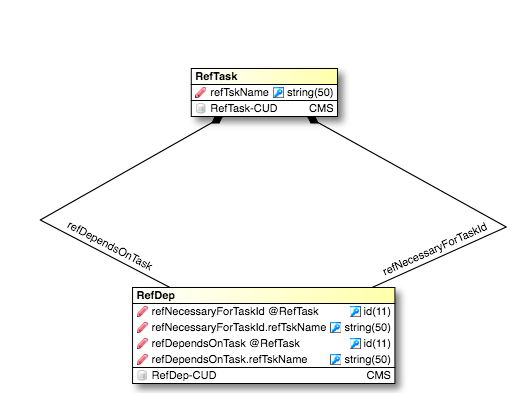 RefTask
refTskName string(50)
RefTask-CUD CMS
refDependsOnTask
refNecessaryForTaskId
RefDep
refNecessaryForTaskId @RefTask id(11)
refNecessaryForTaskId.refTskName string(50)
refDependsOnTask @RefTask id(11)
refDependsOnTask.refTskName string(50)
RefDep-CUD CMS